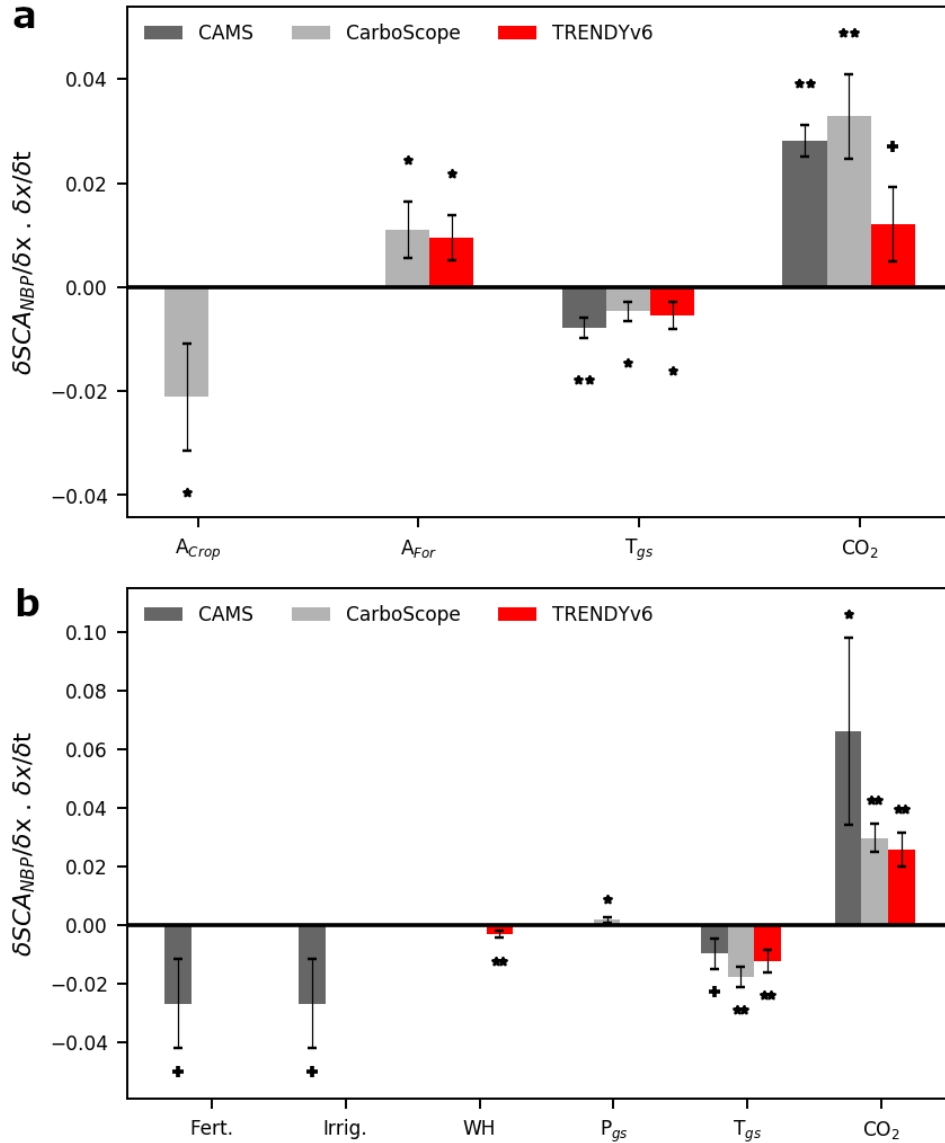 a
CAMS CarboScope TRENDYv6
δSCA_NBP/δx . δx/δt
0.04
0.02
0.00
−0.02
−0.04
A_Crop A_For T_gs CO₂
b
CAMS CarboScope TRENDYv6
δSCA_NBP/δx . δx/δt
0.10
0.08
0.06
0.04
0.02
0.00
−0.02
−0.04
Fert. Irrig. WH P_gs T_gs CO₂